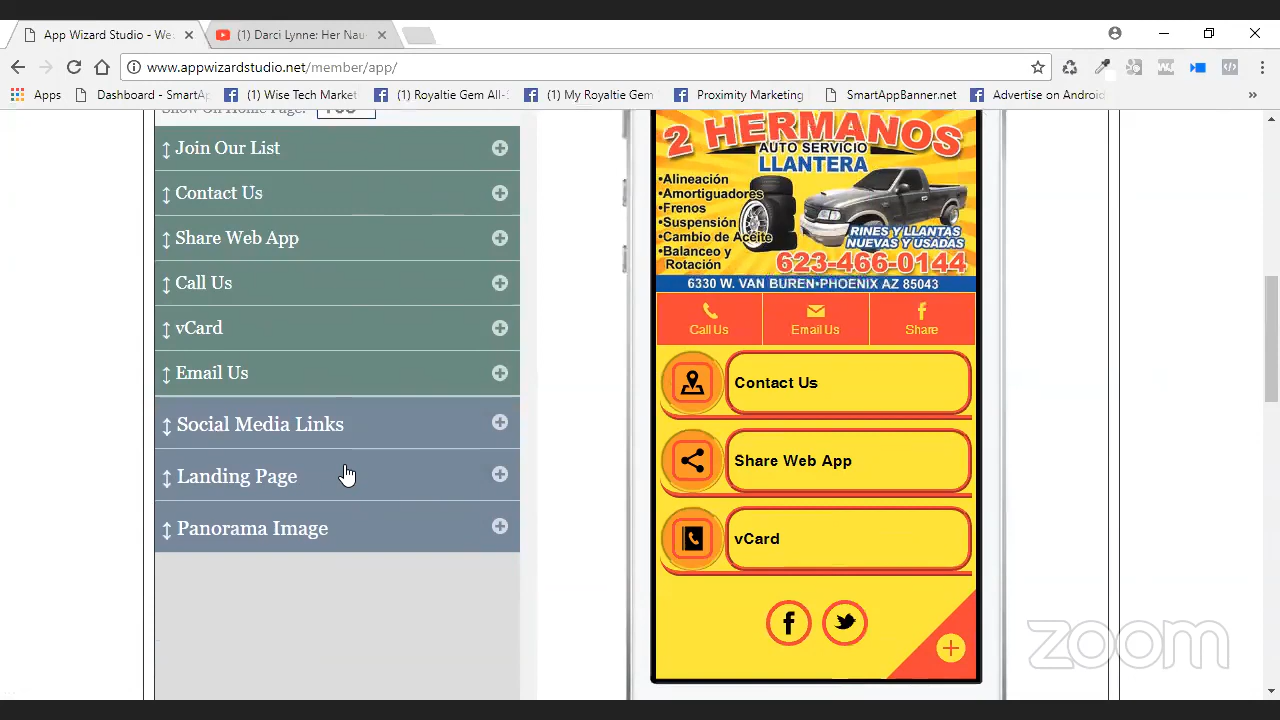 App Wizard Studio - We
(1) Darci Lynne: Her Nau
www.appwizardstudio.net/member/app/
Apps
Dashboard - SmartAp
(1) Wise Tech Market
(1) Royaltie Gem All-S
(1) My Royaltie Gem
Proximity Marketing
SmartAppBanner.net
Advertise on Android
»
Join Our List
Contact Us
Share Web App
Call Us
vCard
Email Us
Social Media Links
Landing Page
Panorama Image
2 HERMANOS
AUTO SERVICIO
LLANTERA
•Alineación
•Amortiguadores
•Frenos
•Suspensión
•Cambio de Aceite
•Balanceo y
Rotación
RINES Y LLANTAS
NUEVAS Y USADAS
623-466-0144
6330 W. VAN BUREN•PHOENIX AZ 85043
Call Us
Email Us
Share
Contact Us
Share Web App
vCard
zoom